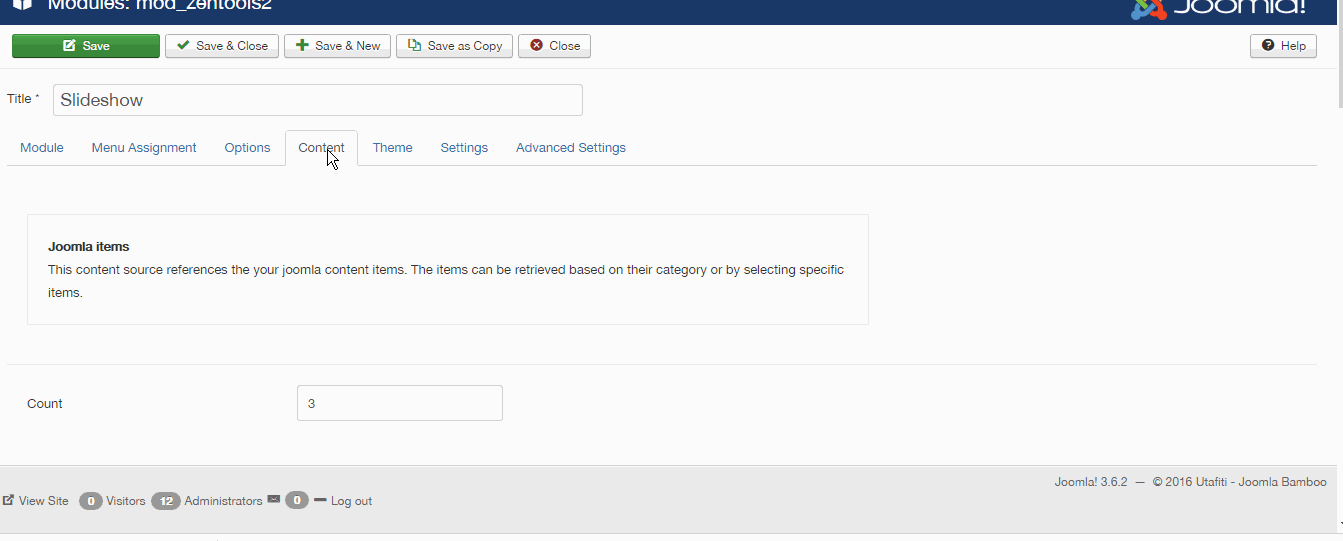 Modules: mod_zentools2
Joomla!
Save
Save & Close
Save & New
Save as Copy
Close
Help
Title *
Slideshow
Module
Menu Assignment
Options
Content
Theme
Settings
Advanced Settings
Joomla items
This content source references the your joomla content items. The items can be retrieved based on their category or by selecting specific
items.
Count
3
Joomla! 3.6.2 — © 2016 Utafiti - Joomla Bamboo
View Site 0 Visitors 12 Administrators 0 Log out